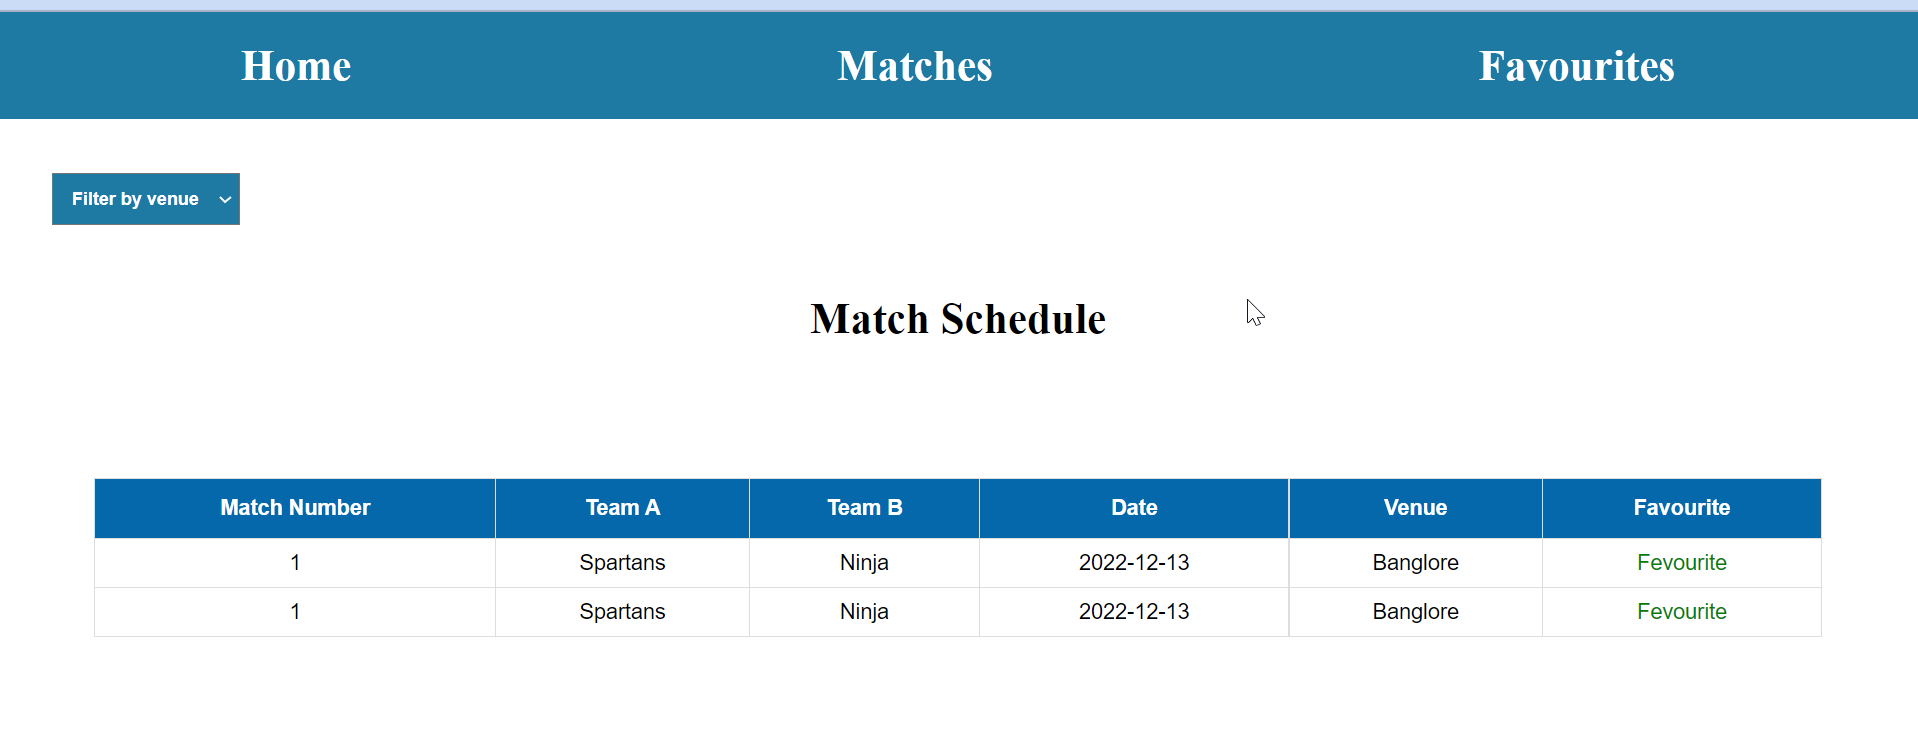 Home Matches Favourites
Filter by venue
Match Schedule
Match Number Team A Team B Date Venue Favourite
1 Spartans Ninja 2022-12-13 Banglore Fevourite
1 Spartans Ninja 2022-12-13 Banglore Fevourite